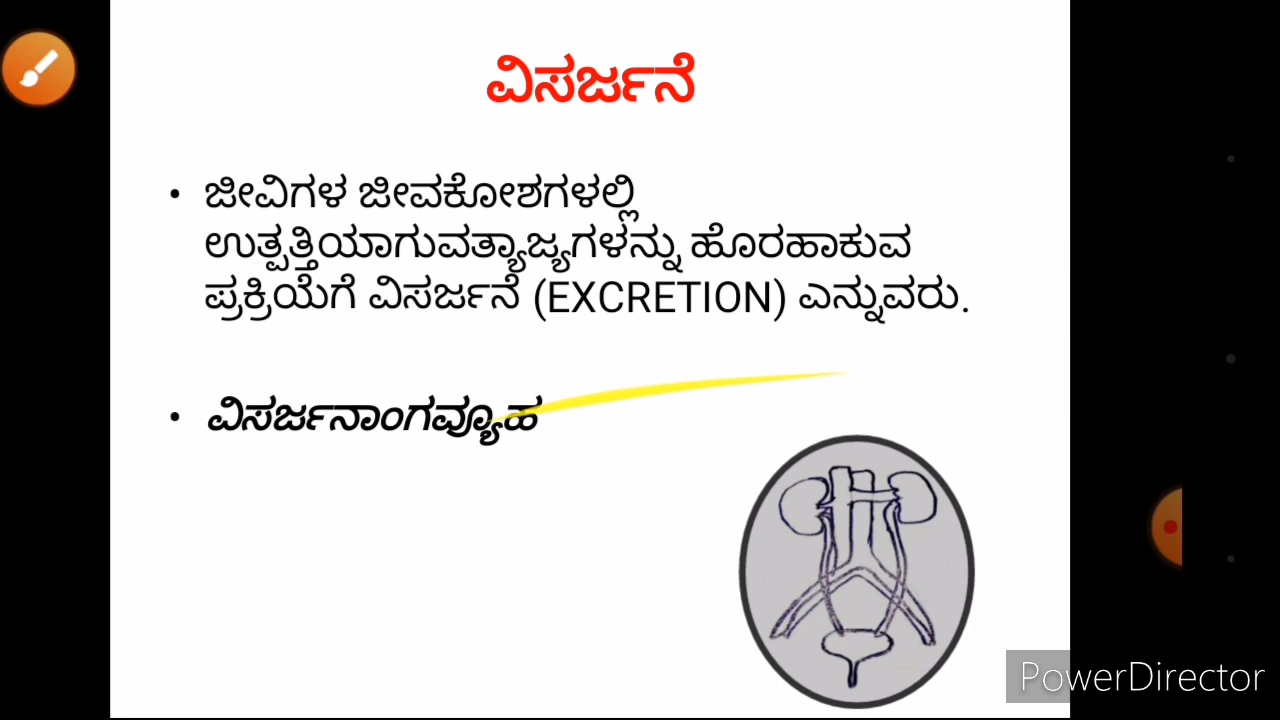 ವಿಸರ್ಜನೆ
• ಜೀವಿಗಳ ಜೀವಕೋಶಗಳಲ್ಲಿ
ಉತ್ಪತ್ತಿಯಾಗುವತ್ಯಾಜ್ಯಗಳನ್ನು ಹೊರಹಾಕುವ
ಪ್ರಕ್ರಿಯೆಗೆ ವಿಸರ್ಜನೆ (EXCRETION) ಎನ್ನುವರು.
• ವಿಸರ್ಜನಾಂಗವ್ಯೂಹ
PowerDirector